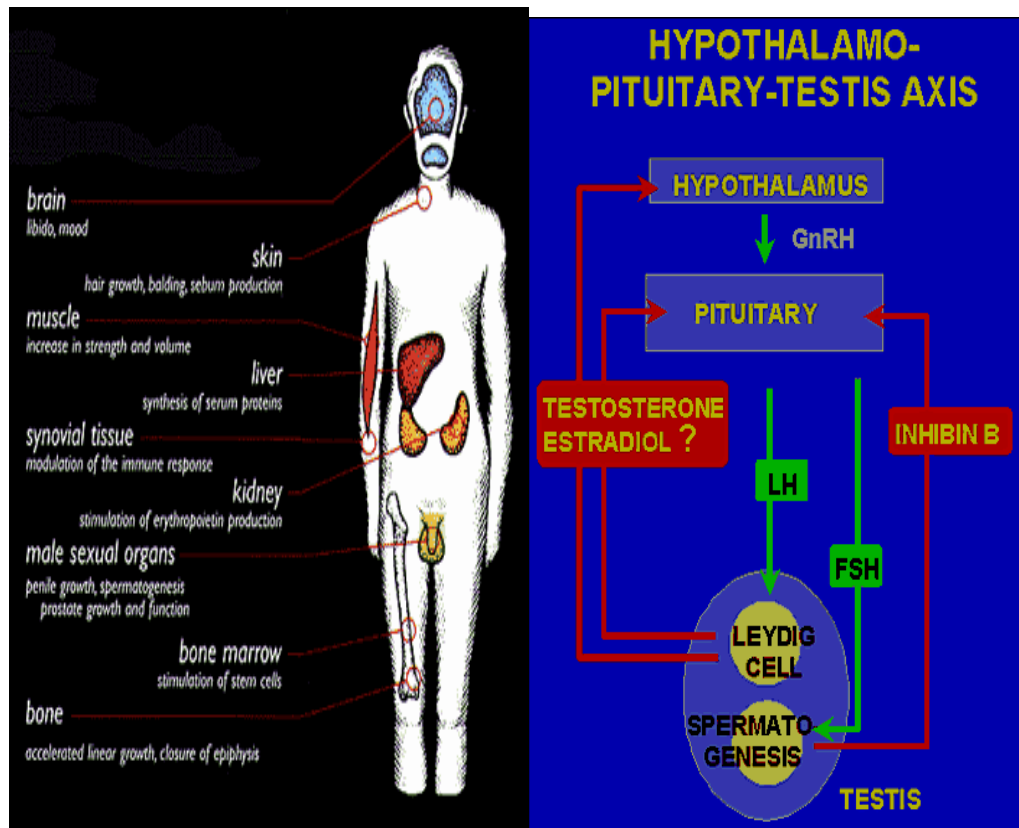 brain
libido, mood
skin
hair growth, balding, sebum production
muscle
increase in strength and volume
liver
synthesis of serum proteins
synovial tissue
modulation of the immune response
kidney
stimulation of erythropoietin production
male sexual organs
penile growth, spermatogenesis
prostate growth and function
bone marrow
stimulation of stem cells
bone
accelerated linear growth, closure of epiphysis
HYPOTHALAMO-
PITUITARY-TESTIS AXIS
HYPOTHALAMUS
GnRH
PITUITARY
TESTOSTERONE
ESTRADIOL ?
INHIBIN B
LH
FSH
LEYDIG
CELL
SPERMATO-
GENESIS
TESTIS